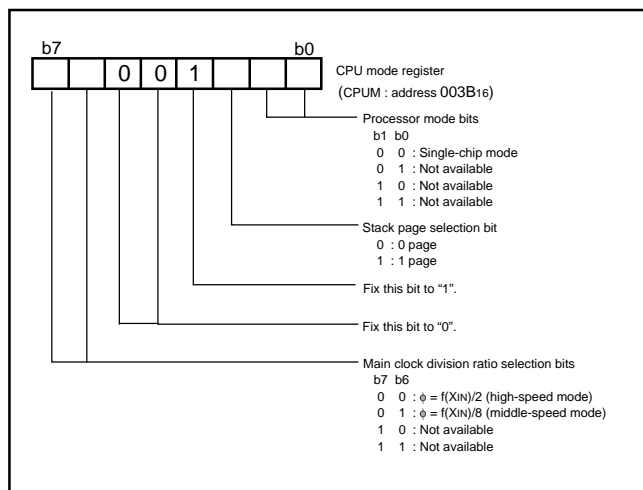 b7 b0
0 0 1
CPU mode register
(CPUM : address 003B16)
Processor mode bits
b1 b0
0 0 : Single-chip mode
0 1 : Not available
1 0 : Not available
1 1 : Not available
Stack page selection bit
0 : 0 page
1 : 1 page
Fix this bit to “1”.
Fix this bit to “0”.
Main clock division ratio selection bits
b7 b6
0 0 : φ = f(XIN)/2 (high-speed mode)
0 1 : φ = f(XIN)/8 (middle-speed mode)
1 0 : Not available
1 1 : Not available